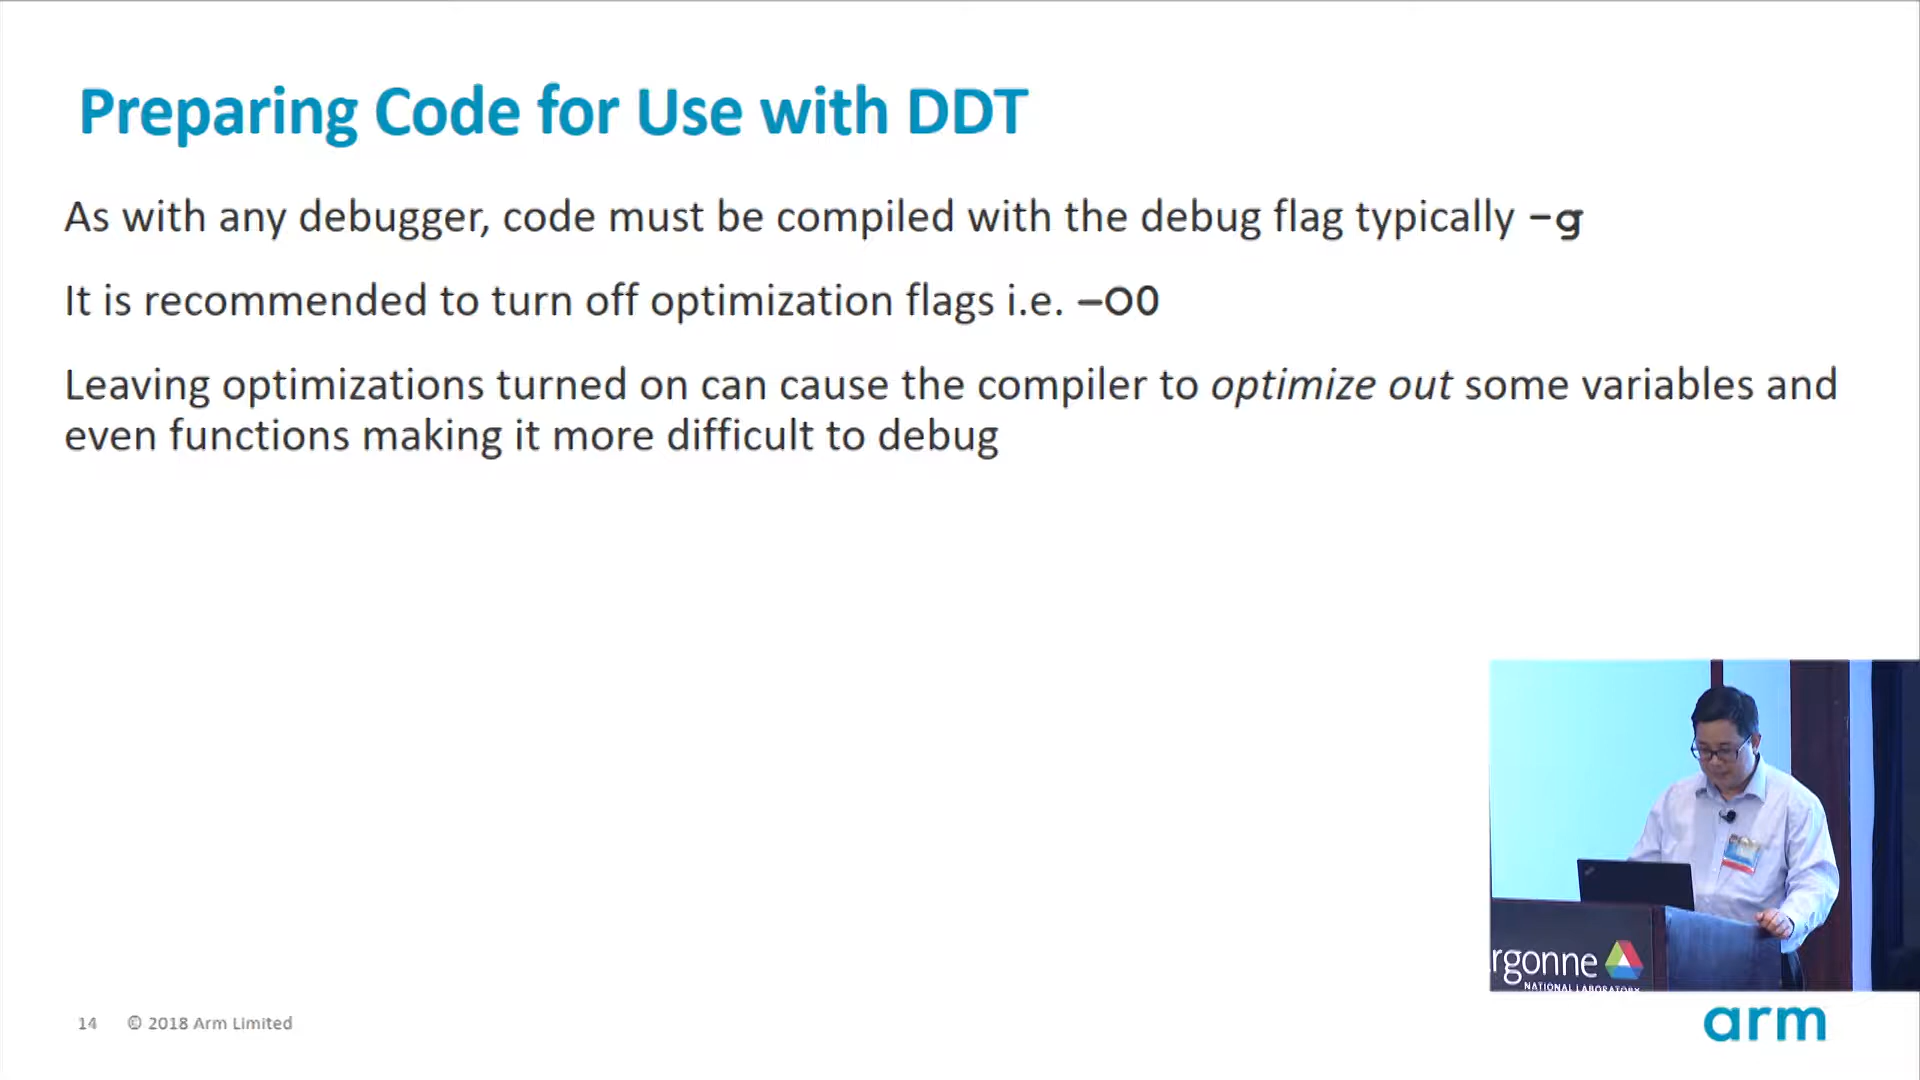 Preparing Code for Use with DDT
As with any debugger, code must be compiled with the debug flag typically –g
It is recommended to turn off optimization flags i.e. –O0
Leaving optimizations turned on can cause the compiler to optimize out some variables and
even functions making it more difficult to debug
rgonne
NATIONAL LABORATORY
14 © 2018 Arm Limited
arm